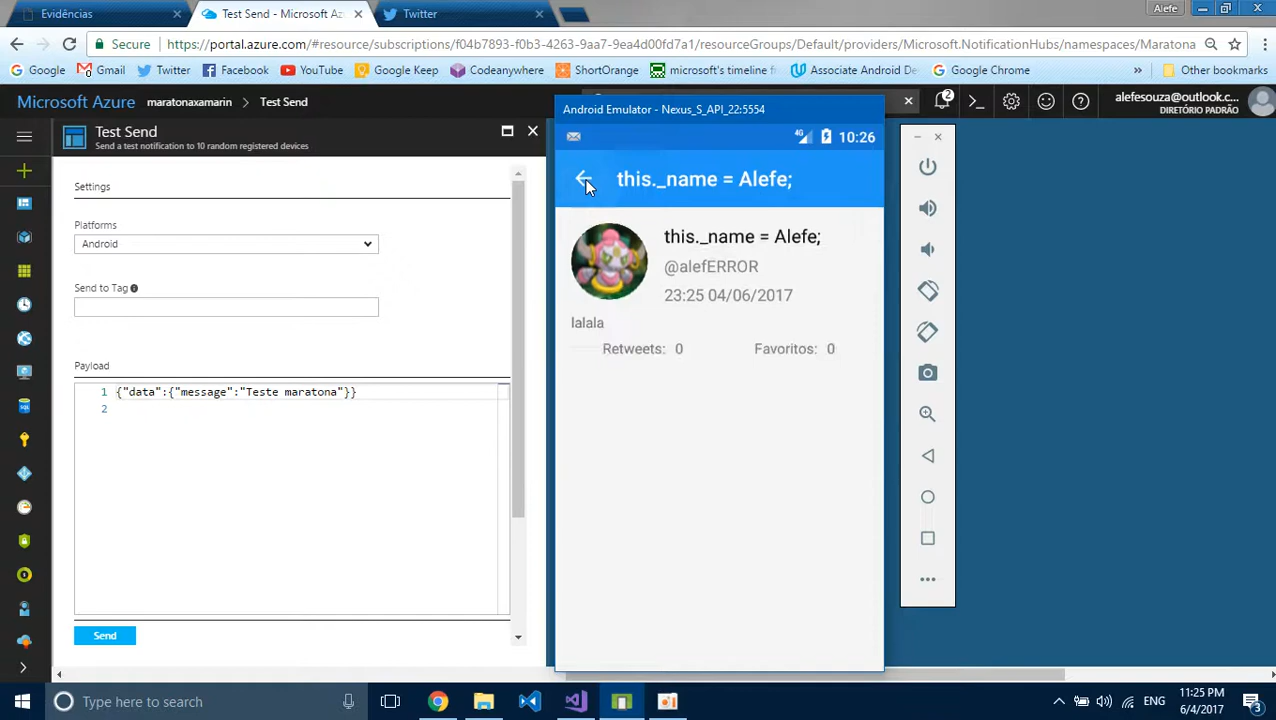 Evidências
Test Send - Microsoft Az
Twitter
Alefe
Secure
https://portal.azure.com/#resource/subscriptions/f04b7893-f0b3-4263-9aa7-9ea4d00fd7a1/resourceGroups/Default/providers/Microsoft.NotificationHubs/namespaces/Maratona
Google
Gmail
Twitter
Facebook
YouTube
Google Keep
Codeanywhere
ShortOrange
microsoft's timeline f
Associate Android De
Google Chrome
»
Other bookmarks
Microsoft Azure
maratonaxamarin
Test Send
2
alefesouza@outlook.c...
DIRETÓRIO PADRÃO
Test Send
Send a test notification to 10 random registered devices
Settings
Platforms
Android
Send to Tag
Payload
1 {"data":{"message":"Teste maratona"}}
2
Send
Android Emulator - Nexus_S_API_22:5554
4G
10:26
this._name = Alefe;
this._name = Alefe;
@alefERROR
23:25 04/06/2017
lalala
Retweets: 0
Favoritos: 0
Type here to search
ENG
11:25 PM
6/4/2017
3